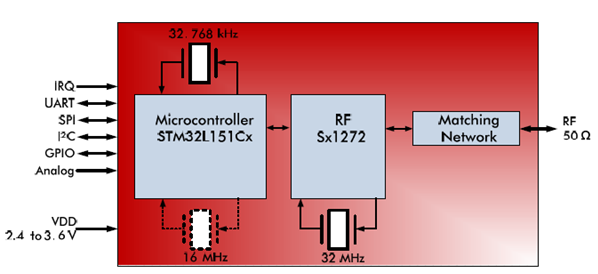 32.768 kHz
IRQ
UART
SPI
I²C
GPIO
Analog
VDD
2.4 to 3.6V
Microcontroller
STM32L151Cx
RF
Sx1272
Matching
Network
RF
50 Ω
16 MHz
32 MHz